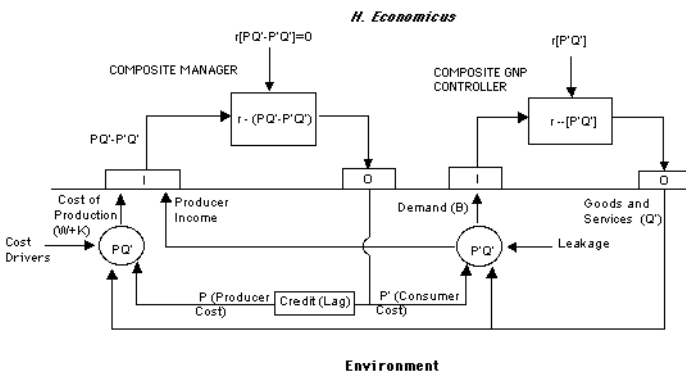 H. Economicus
r[PQ'-P'Q']=0
r[P'Q']
COMPOSITE MANAGER
COMPOSITE GNP
CONTROLLER
r - (PQ'-P'Q')
r --[P'Q']
PQ'-P'Q'
I
O
I
O
Cost of
Production
(W+K)
Producer
Income
Demand (B)
Goods and
Services (Q')
Cost
Drivers
PQ'
P'Q'
Leakage
P (Producer
Cost)
Credit (Lag)
P' (Consumer
Cost)
Environment